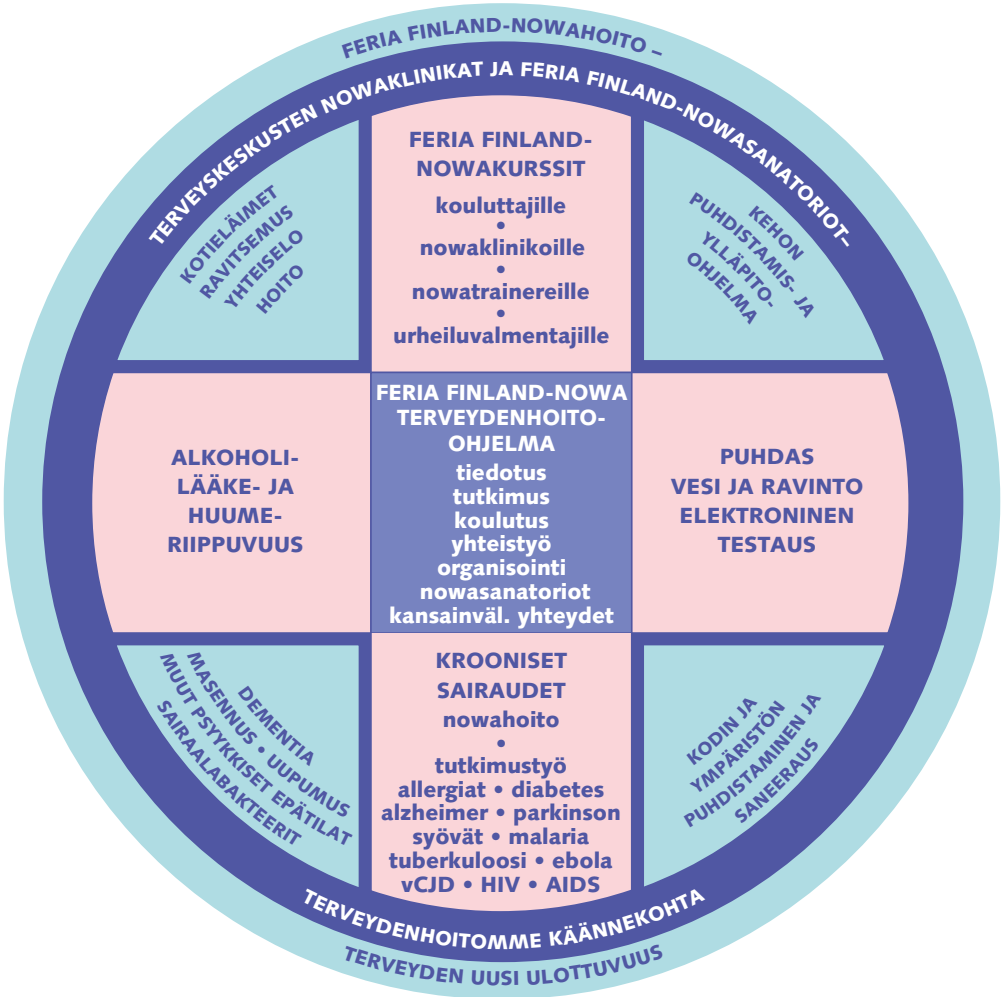 FERIA FINLAND-NOWAHOITO –
TERVEYSKESKUSTEN NOWAKLINIKAT JA FERIA FINLAND-NOWASANATORIOT–
KOTIELÄIMET
RAVITSEMUS
YHTEISELO
HOITO
FERIA FINLAND-
NOWAKURSSIT
kouluttajille
•
nowaklinikoille
•
nowatrainereille
•
urheiluvalmentajille
KEHON
PUHDISTAMIS- JA
YLLÄPITO-
OHJELMA
ALKOHOLI-
LÄÄKE- JA
HUUME-
RIIPPUVUUS
FERIA FINLAND-NOWA
TERVEYDENHOITO-
OHJELMA
tiedotus
tutkimus
koulutus
yhteistyö
organisointi
nowasanatoriot
kansainväl. yhteydet
PUHDAS
VESI JA RAVINTO
ELEKTRONINEN
TESTAUS
DEMENTIA
MASENNUS • UUPUMUS
MUUT PSYYKKISET EPÄTILAT
SAIRAALABAKTEERIT
KROONISET
SAIRAUDET
nowahoito
•
tutkimustyö
allergiat • diabetes
alzheimer • parkinson
syövät • malaria
tuberkuloosi • ebola
vCJD • HIV • AIDS
KODIN JA
YMPÄRISTÖN
PUHDISTAMINEN JA
SANEERAUS
TERVEYDENHOITOMME KÄÄNNEKOHTA
TERVEYDEN UUSI ULOTTUVUUS